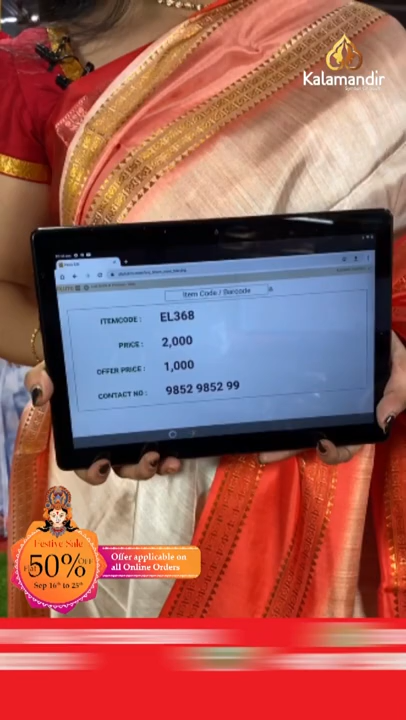 Kalamandir
Item Code / Barcode
ITEMCODE : EL368
PRICE : 2,000
OFFER PRICE : 1,000
CONTACT NO : 9852 9852 99
Festive Sale
50% OFF
Sep 16th to 25th
Offer applicable on
all Online Orders